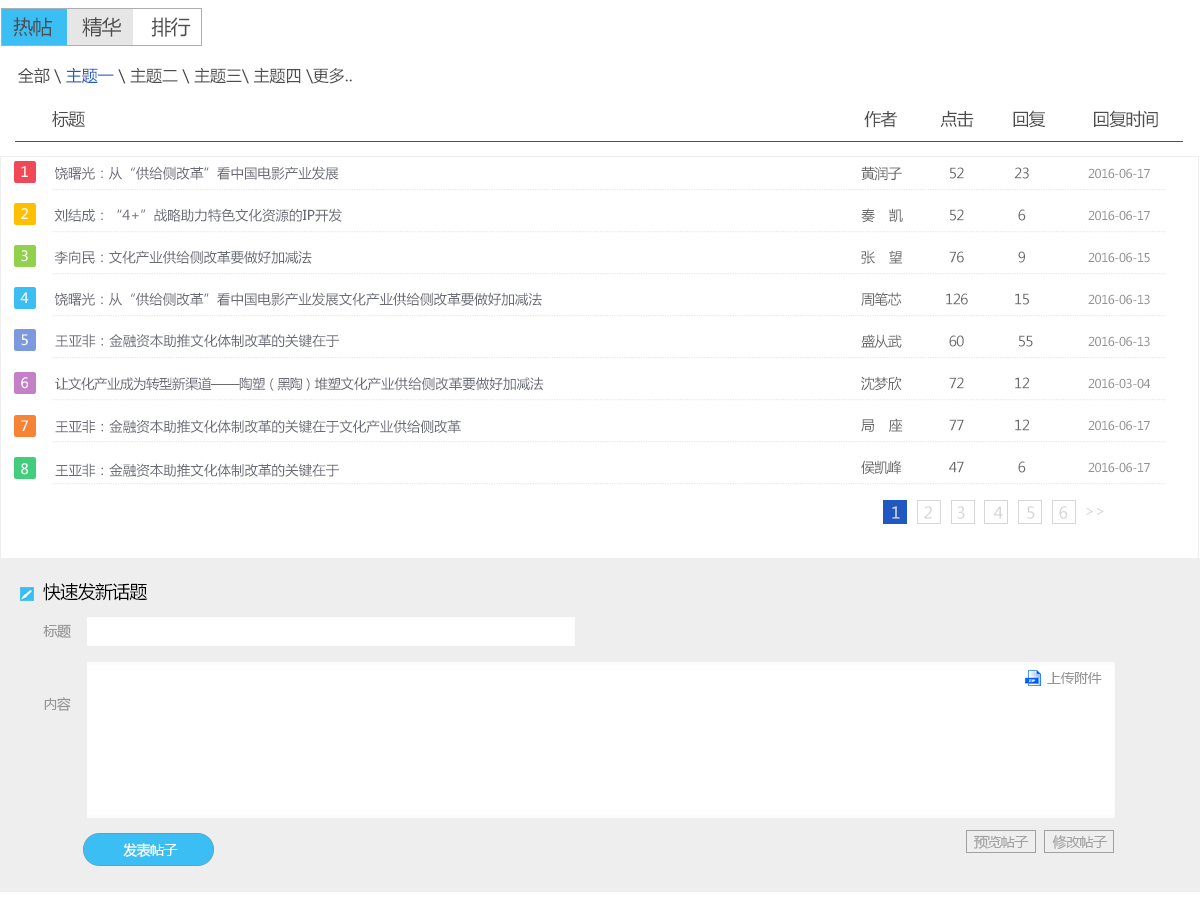 热帖 精华 排行
全部 \ 主题一 \ 主题二 \ 主题三\ 主题四 \更多..
标题 作者 点击 回复 回复时间
1 饶曙光：从“供给侧改革”看中国电影产业发展 黄润子 52 23 2016-06-17
2 刘结成：“4+”战略助力特色文化资源的IP开发 秦 凯 52 6 2016-06-17
3 李向民：文化产业供给侧改革要做好加减法 张 望 76 9 2016-06-15
4 饶曙光：从“供给侧改革”看中国电影产业发展文化产业供给侧改革要做好加减法 周笔芯 126 15 2016-06-13
5 王亚非：金融资本助推文化体制改革的关键在于 盛从武 60 55 2016-06-13
6 让文化产业成为转型新渠道——陶塑（黑陶）堆塑文化产业供给侧改革要做好加减法 沈梦欣 72 12 2016-03-04
7 王亚非：金融资本助推文化体制改革的关键在于文化产业供给侧改革 局 座 77 12 2016-06-17
8 王亚非：金融资本助推文化体制改革的关键在于 侯凯峰 47 6 2016-06-17
1 2 3 4 5 6 >>
快速发新话题
标题
上传附件
内容
发表帖子 预览帖子 修改帖子